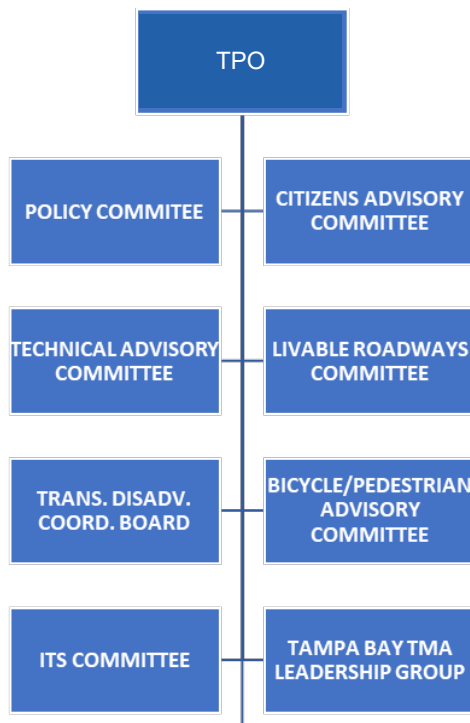 TPO
POLICY COMMITEE
CITIZENS ADVISORY
COMMITTEE
TECHNICAL ADVISORY
COMMITTEE
LIVABLE ROADWAYS
COMMITTEE
TRANS. DISADV.
COORD. BOARD
BICYCLE/PEDESTRIAN
ADVISORY
COMMITTEE
ITS COMMITTEE
TAMPA BAY TMA
LEADERSHIP GROUP